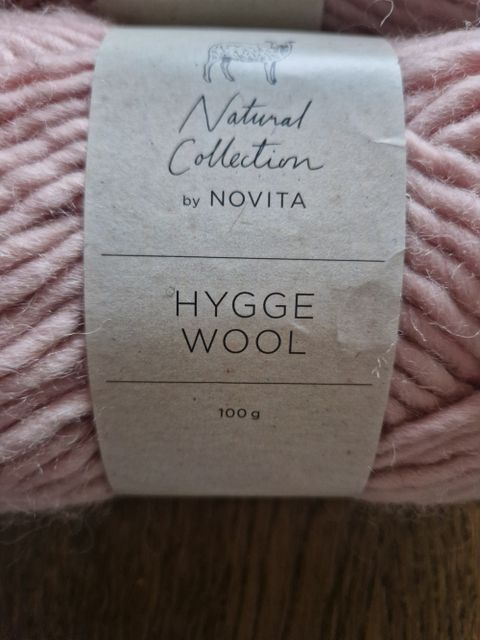 Natural
Collection
by NOVITA
HYGGE
WOOL
100 g